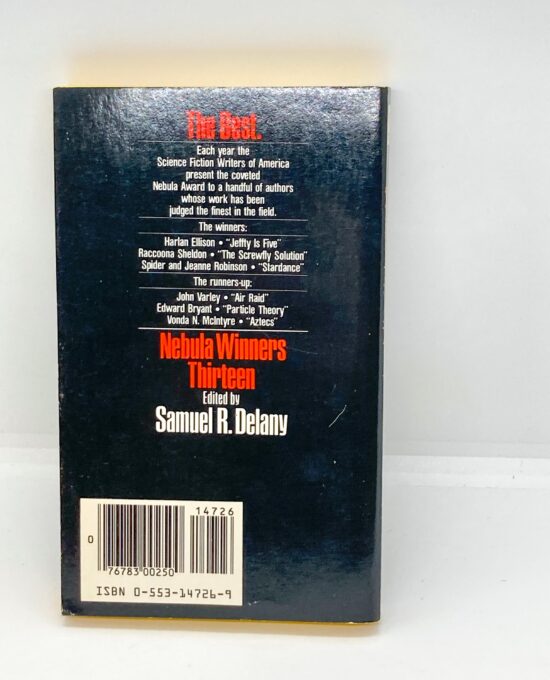 The Best.
Each year the
Science Fiction Writers of America
present the coveted
Nebula Award to a handful of authors
whose work has been
judged the finest in the field.
The winners:
Harlan Ellison • "Jeffty Is Five"
Raccoona Sheldon • "The Screwfly Solution"
Spider and Jeanne Robinson • "Stardance"
The runners-up:
John Varley • "Air Raid"
Edward Bryant • "Particle Theory"
Vonda N. McIntyre • "Aztecs"
Nebula Winners
Thirteen
Edited by
Samuel R. Delany
14726
0
76783 00250
ISBN 0-553-14726-9